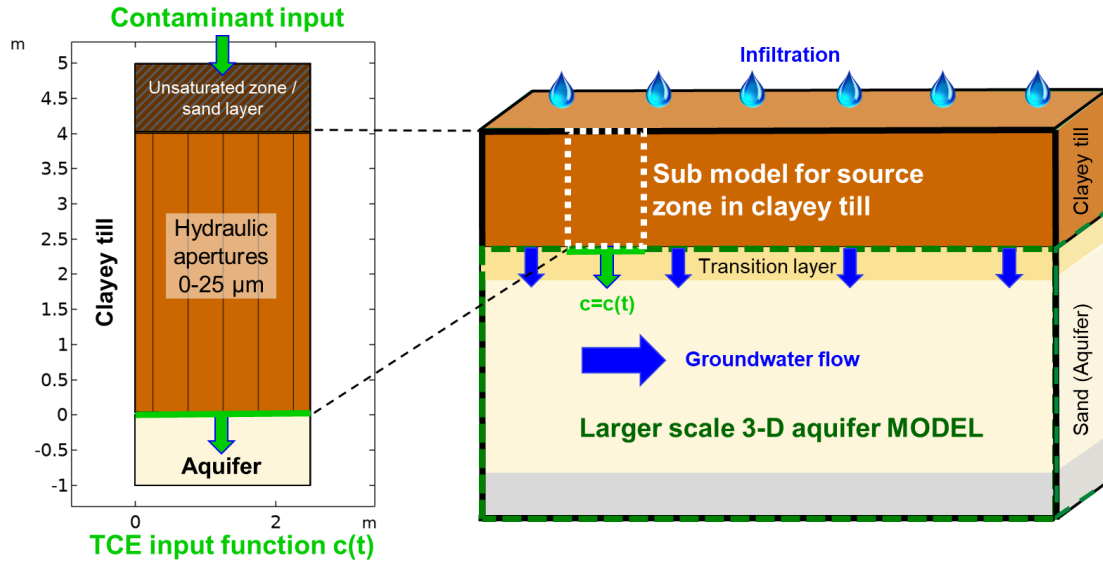 Contaminant input
m
5
4.5
4
3.5
3
2.5
2
1.5
1
0.5
0
-0.5
-1
Unsaturated zone /
sand layer
Clayey till
Hydraulic
apertures
0-25 µm
Aquifer
0
2
m
TCE input function c(t)
Infiltration
Sub model for source
zone in clayey till
Clayey till
Transition layer
c=c(t)
Groundwater flow
Sand (Aquifer)
Larger scale 3-D aquifer MODEL